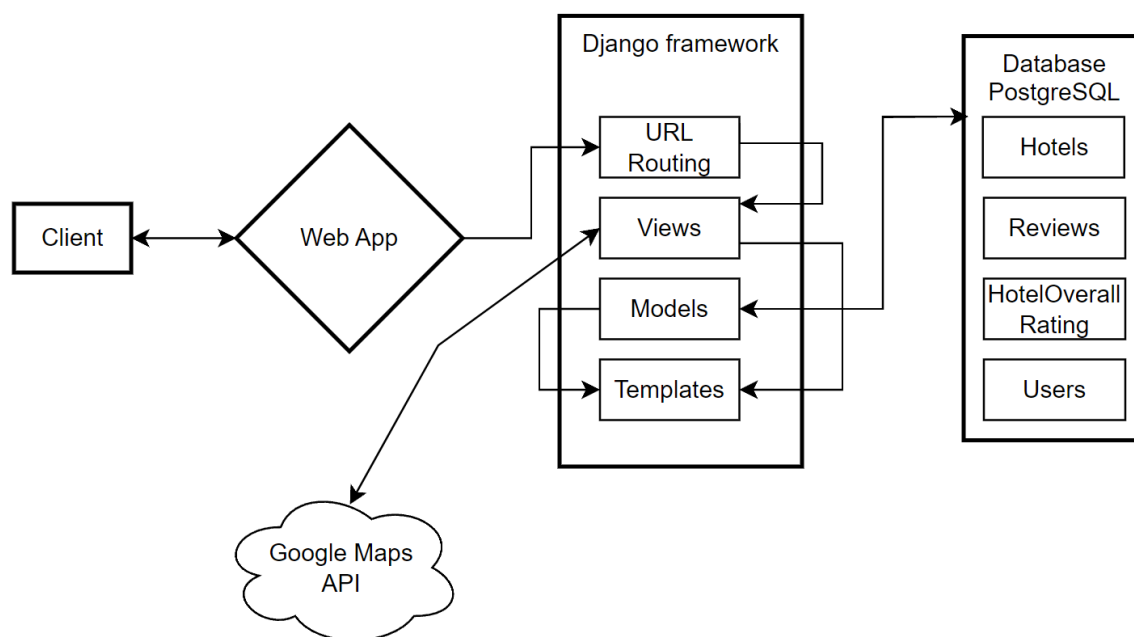 Client
Web App
Google Maps
API
Django framework
URL
Routing
Views
Models
Templates
Database
PostgreSQL
Hotels
Reviews
HotelOverall
Rating
Users